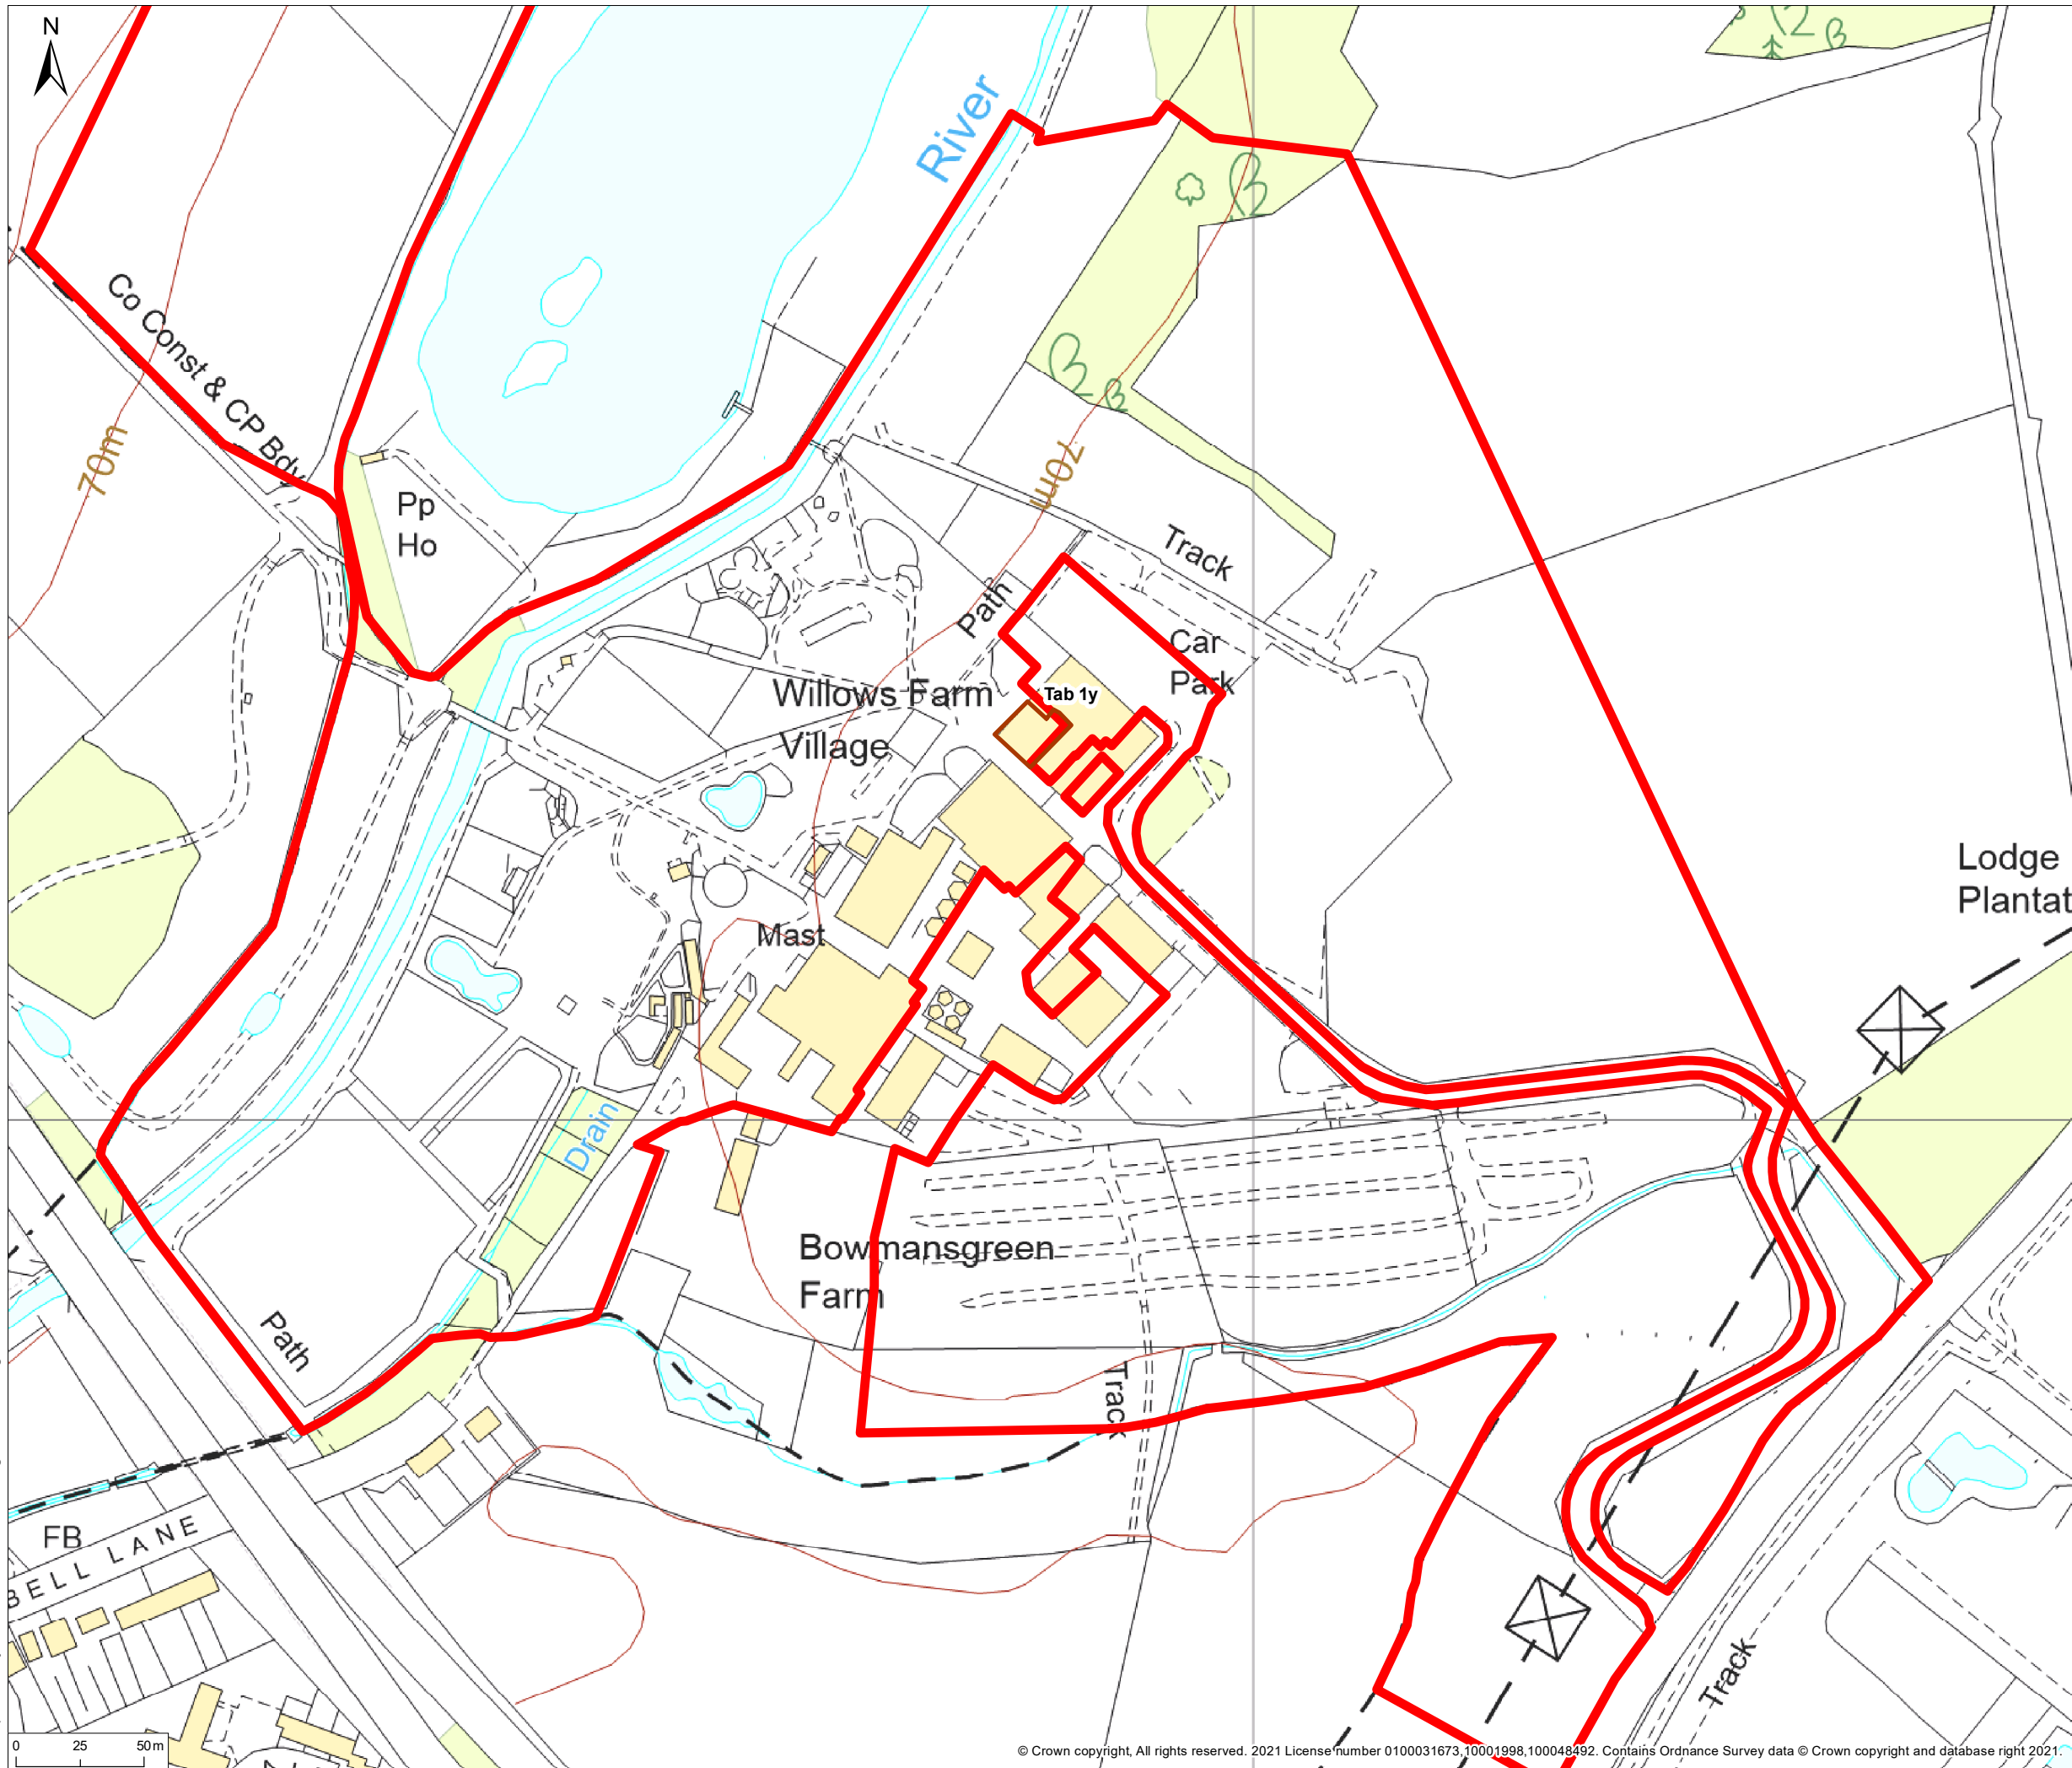 N
River
Co Const & CP Bdy
70m
70m
Pp
Ho
Track
Path
Car
Park
Tab 1y
Willows Farm
Village
Lodge
Plantat
Mast
Drain
Bowmansgreen
Farm
Path
Track
FB
BELL LANE
Track
0 25 50 m
© Crown copyright, All rights reserved. 2021 License number 0100031673,10001998,100048492. Contains Ordnance Survey data © Crown copyright and database right 2021.